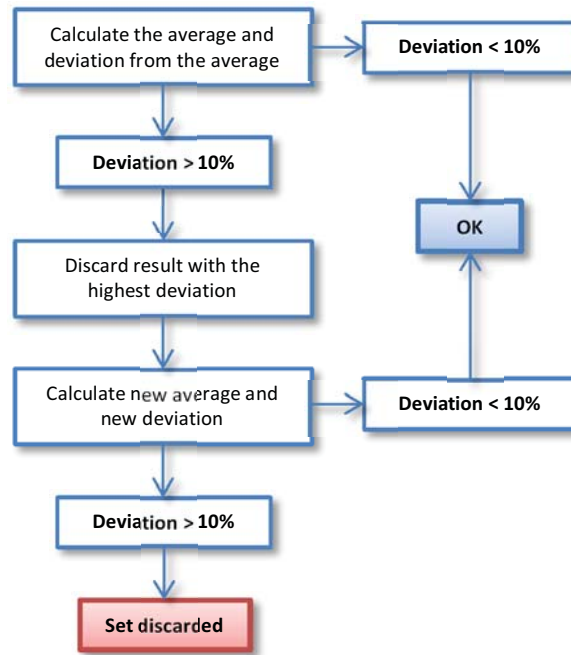 Calculate the average and
deviation from the average
Deviation < 10%
Deviation > 10%
OK
Discard result with the
highest deviation
Calculate new average and
new deviation
Deviation < 10%
Deviation > 10%
Set discarded